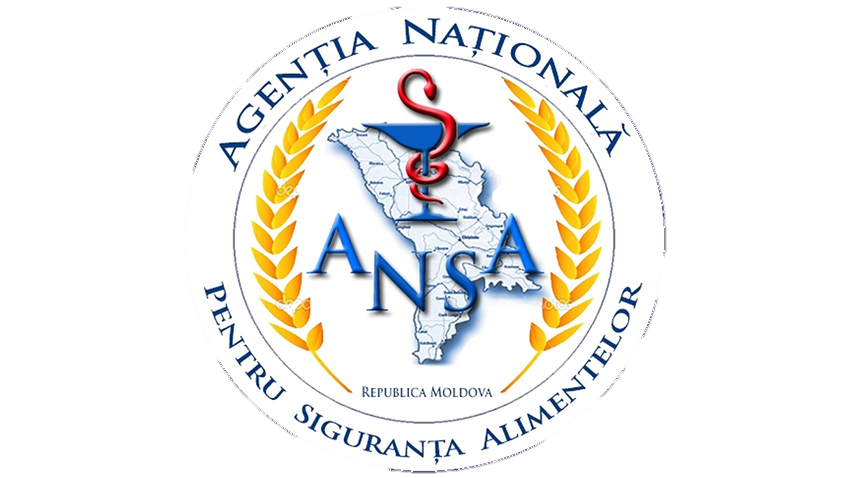 AGENȚIA NAȚIONALĂ
ANSA
REPUBLICA MOLDOVA
PENTRU SIGURANȚA ALIMENTELOR